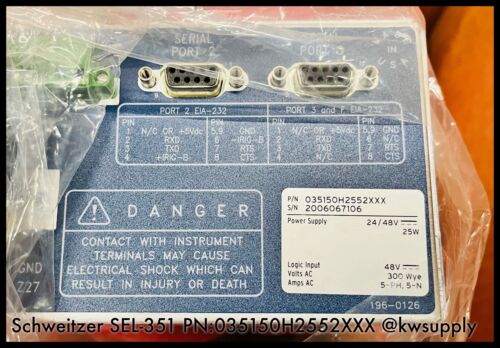 SERIAL
PORT 2
PORT 3
IN
PORT 2 EIA-232
PORT 3 and F EIA-232
PIN PIN PIN PIN
1 N/C OR +5Vdc 5,9 GND 1 N/C OR +5Vdc 5,9 GND
2 RXD 6 -IRIG-B 2 RXD 6 N/C
3 TXD 7 RTS 3 TXD 7 RTS
4 +IRIG-B 8 CTS 4 N/C 8 CTS
DANGER
CONTACT WITH INSTRUMENT
TERMINALS MAY CAUSE
ELECTRICAL SHOCK WHICH CAN
RESULT IN INJURY OR DEATH
P/N 035150H2552XXX
S/N 2006067106
Power Supply 24/48V
25W
Logic Input 48V
Volts AC 300 Wye
Amps AC 5-PH, 5-N
196-0126
GND
Z27
Schweitzer SEL-351 PN:035150H2552XXX @kwsupply